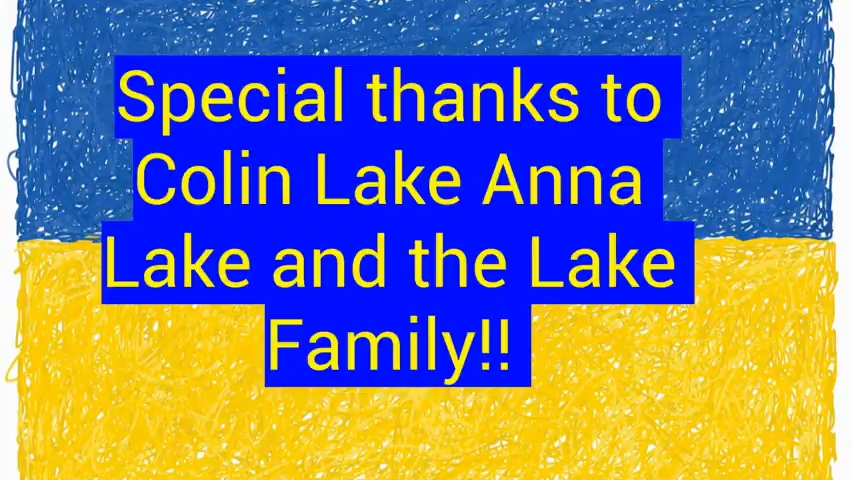 Special thanks to
Colin Lake Anna
Lake and the Lake
Family!!